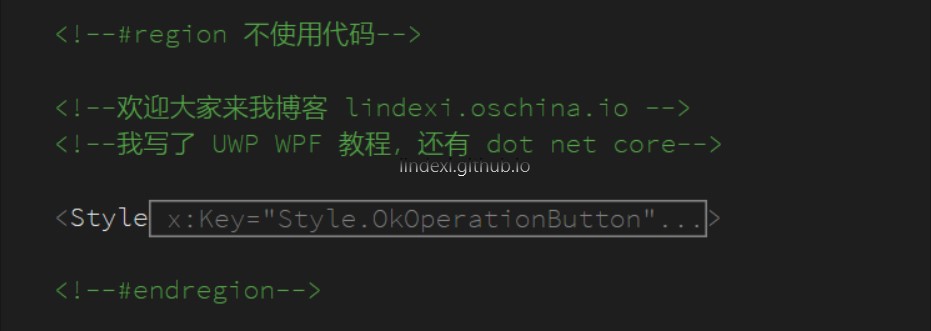 <!--#region 不使用代码-->
<!--欢迎大家来我博客 lindexi.oschina.io -->
<!--我写了 UWP WPF 教程，还有 dot net core-->
lindexi.github.io
<Style x:Key="Style.OkOperationButton"...>
<!--#endregion-->